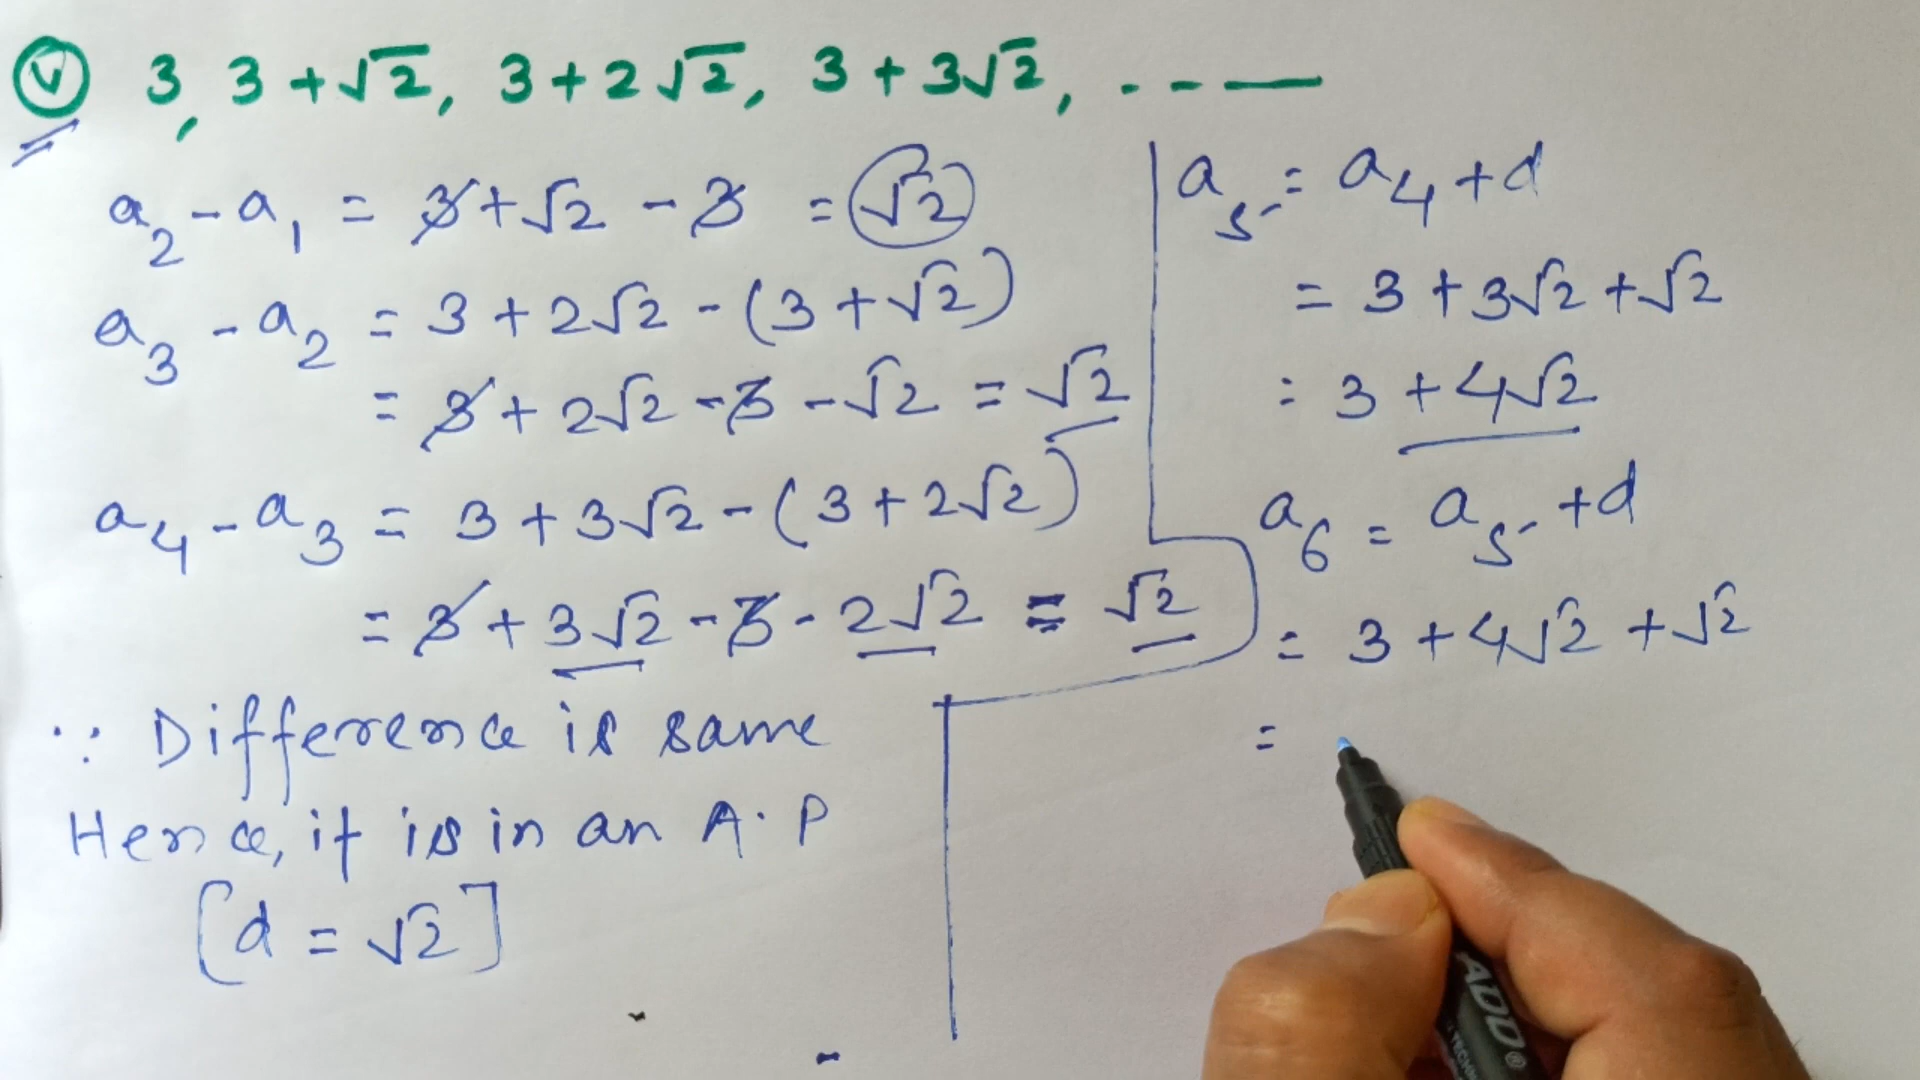 (v) 3, 3+√2, 3+2√2, 3+3√2, ...
a₂-a₁ = 3+√2-3 = √2
a₃-a₂ = 3+2√2-(3+√2)
= 3+2√2-3-√2 = √2
a₄-a₃ = 3+3√2-(3+2√2)
= 3+3√2-3-2√2 = √2
∵ Difference is same
Hence, it is in an A.P
[d = √2]
a₅ = a₄+d
= 3+3√2+√2
= 3+4√2
a₆ = a₅+d
= 3+4√2+√2
=
ADD®